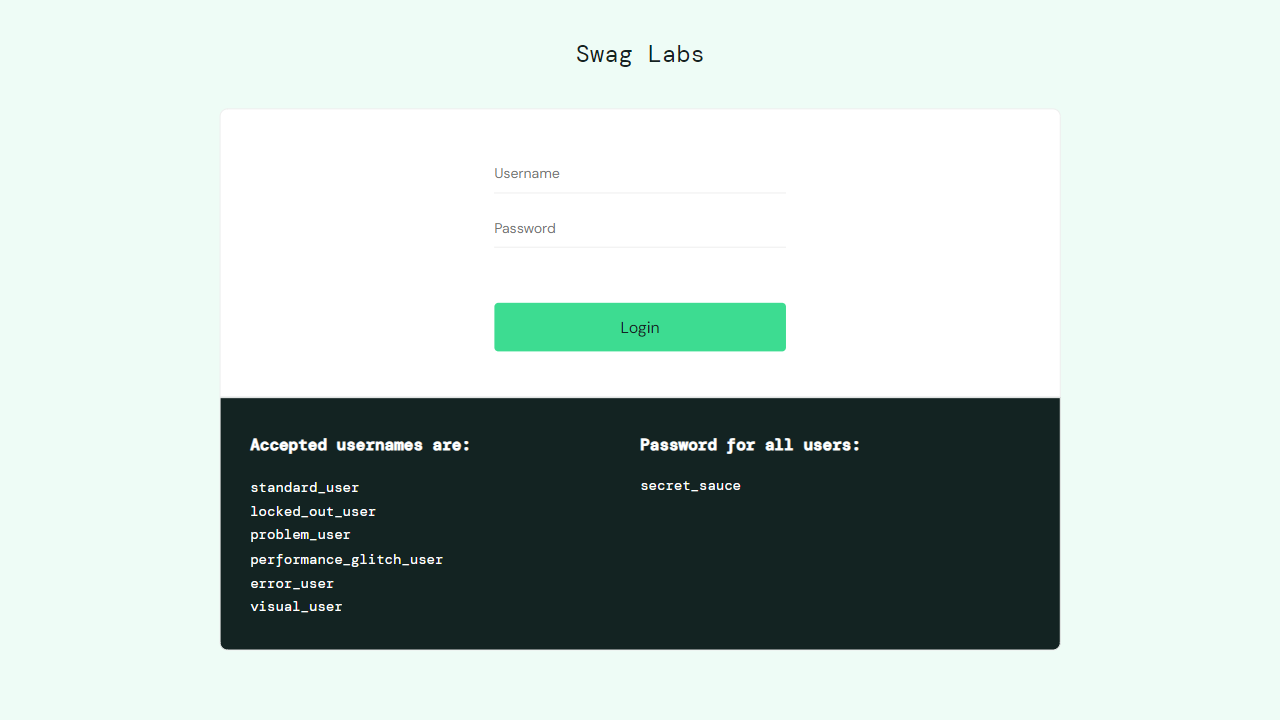 Swag Labs
Username
Password
Login
Accepted usernames are:
standard_user
locked_out_user
problem_user
performance_glitch_user
error_user
visual_user
Password for all users:
secret_sauce